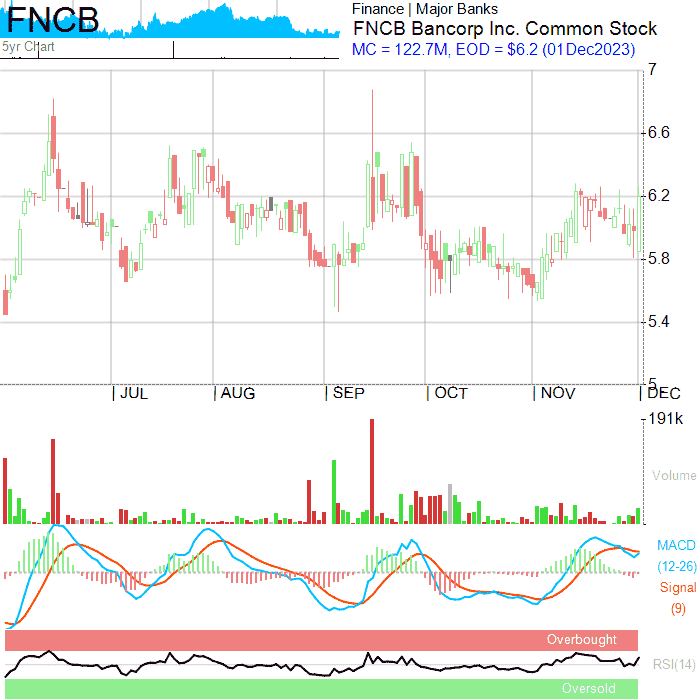 FNCB
5yr Chart
Finance | Major Banks
FNCB Bancorp Inc. Common Stock
MC = 122.7M, EOD = $6.2 (01Dec2023)
7
6.6
6.2
5.8
5.4
5
JUL
AUG
SEP
OCT
NOV
DEC
191k
Volume
MACD
(12-26)
Signal
(9)
Overbought
RSI(14)
Oversold